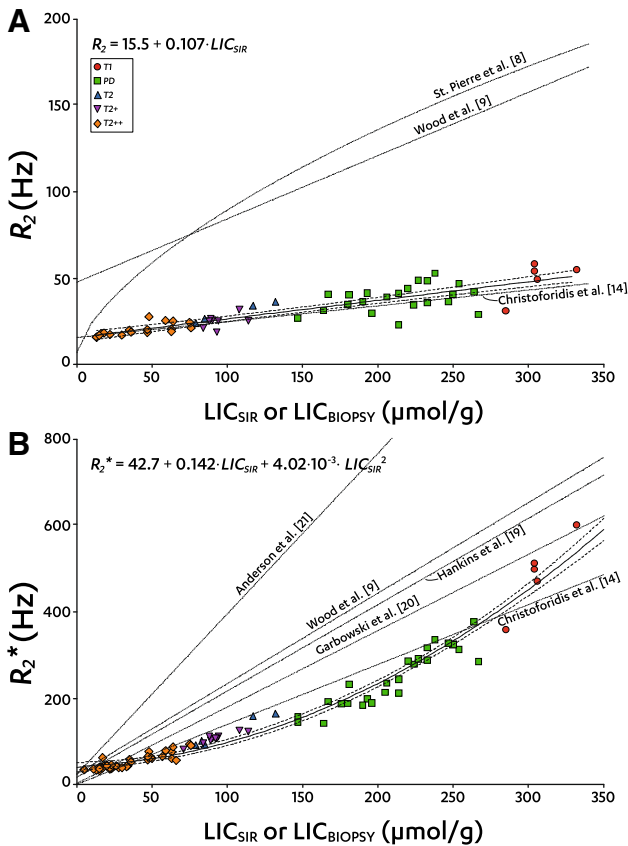 A
200
150
100
50
0
R2 (Hz)
R2 = 15.5 + 0.107·LICSIR
T1
PD
T2
T2+
T2++
St. Pierre et al. [8]
Wood et al. [9]
Christoforidis et al. [14]
0 50 100 150 200 250 300 350
LICSIR or LICBIOPSY (µmol/g)
B
800
600
400
200
0
R2* (Hz)
R2* = 42.7 + 0.142·LICSIR + 4.02·10-3· LICSIR2
Anderson et al. [21]
Wood et al. [9]
Hankins et al. [19]
Garbowski et al. [20]
Christoforidis et al. [14]
0 50 100 150 200 250 300 350
LICSIR or LICBIOPSY (µmol/g)